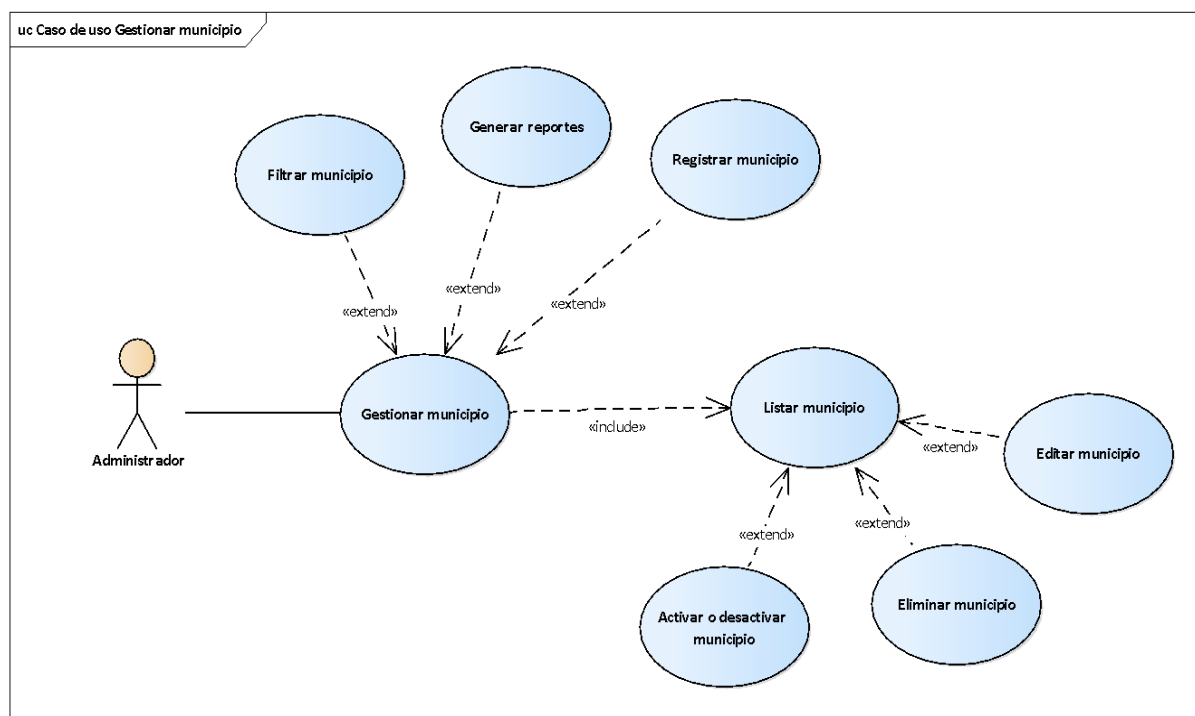 uc Caso de uso Gestionar municipio
Generar reportes
Registrar municipio
Filtrar municipio
«extend»
«extend»
«extend»
Gestionar municipio
«include»
Listar municipio
«extend»
Editar municipio
Administrador
«extend»
«extend»
Activar o desactivar
municipio
Eliminar municipio